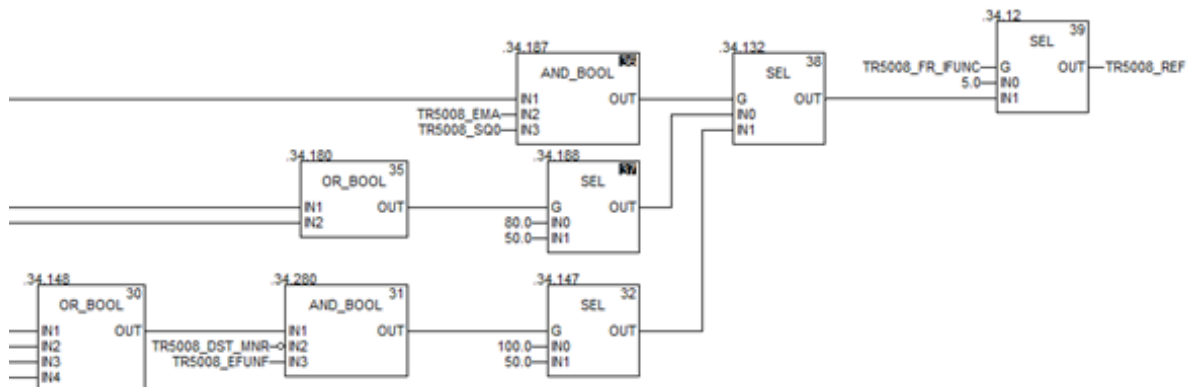 .34.12
39
SEL
TR5008_FR_IFUNC
G
OUT
TR5008_REF
5.0
IN0
IN1
.34.187
36
AND_BOOL
IN1
OUT
TR5008_EMA
IN2
TR5008_SQ0
IN3
.34.132
38
SEL
G
OUT
IN0
IN1
.34.180
35
OR_BOOL
IN1
OUT
IN2
.34.188
37
SEL
G
OUT
80.0
IN0
50.0
IN1
.34.148
30
OR_BOOL
IN1
OUT
IN2
IN3
IN4
.34.280
31
AND_BOOL
IN1
OUT
TR5008_DST_MNR
IN2
TR5008_EFUNF
IN3
.34.147
32
SEL
G
OUT
100.0
IN0
50.0
IN1